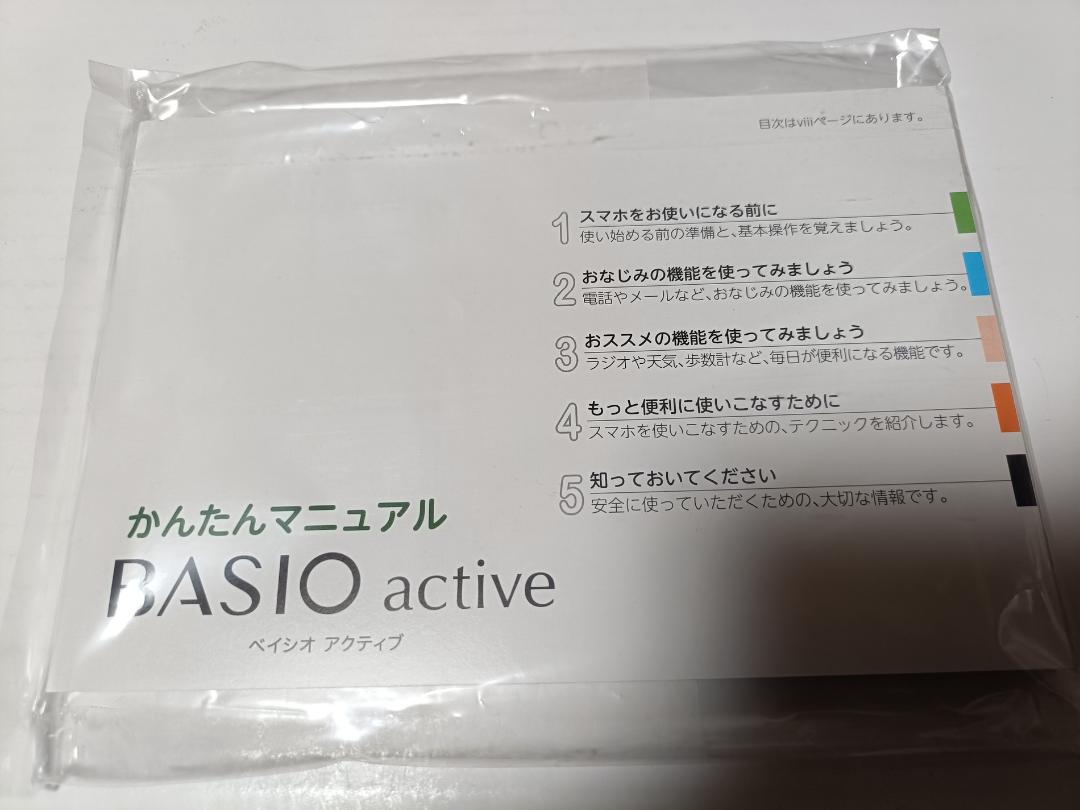 目次はviiiページにあります。
1 スマホをお使いになる前に
使い始める前の準備と、基本操作を覚えましょう。
2 おなじみの機能を使ってみましょう
電話やメールなど、おなじみの機能を使ってみましょう。
3 おススメの機能を使ってみましょう
ラジオや天気、歩数計など、毎日が便利になる機能です。
4 もっと便利に使いこなすために
スマホを使いこなすための、テクニックを紹介します。
5 知っておいてください
安全に使っていただくための、大切な情報です。
かんたんマニュアル
BASIO active
ベイシオ アクティブ